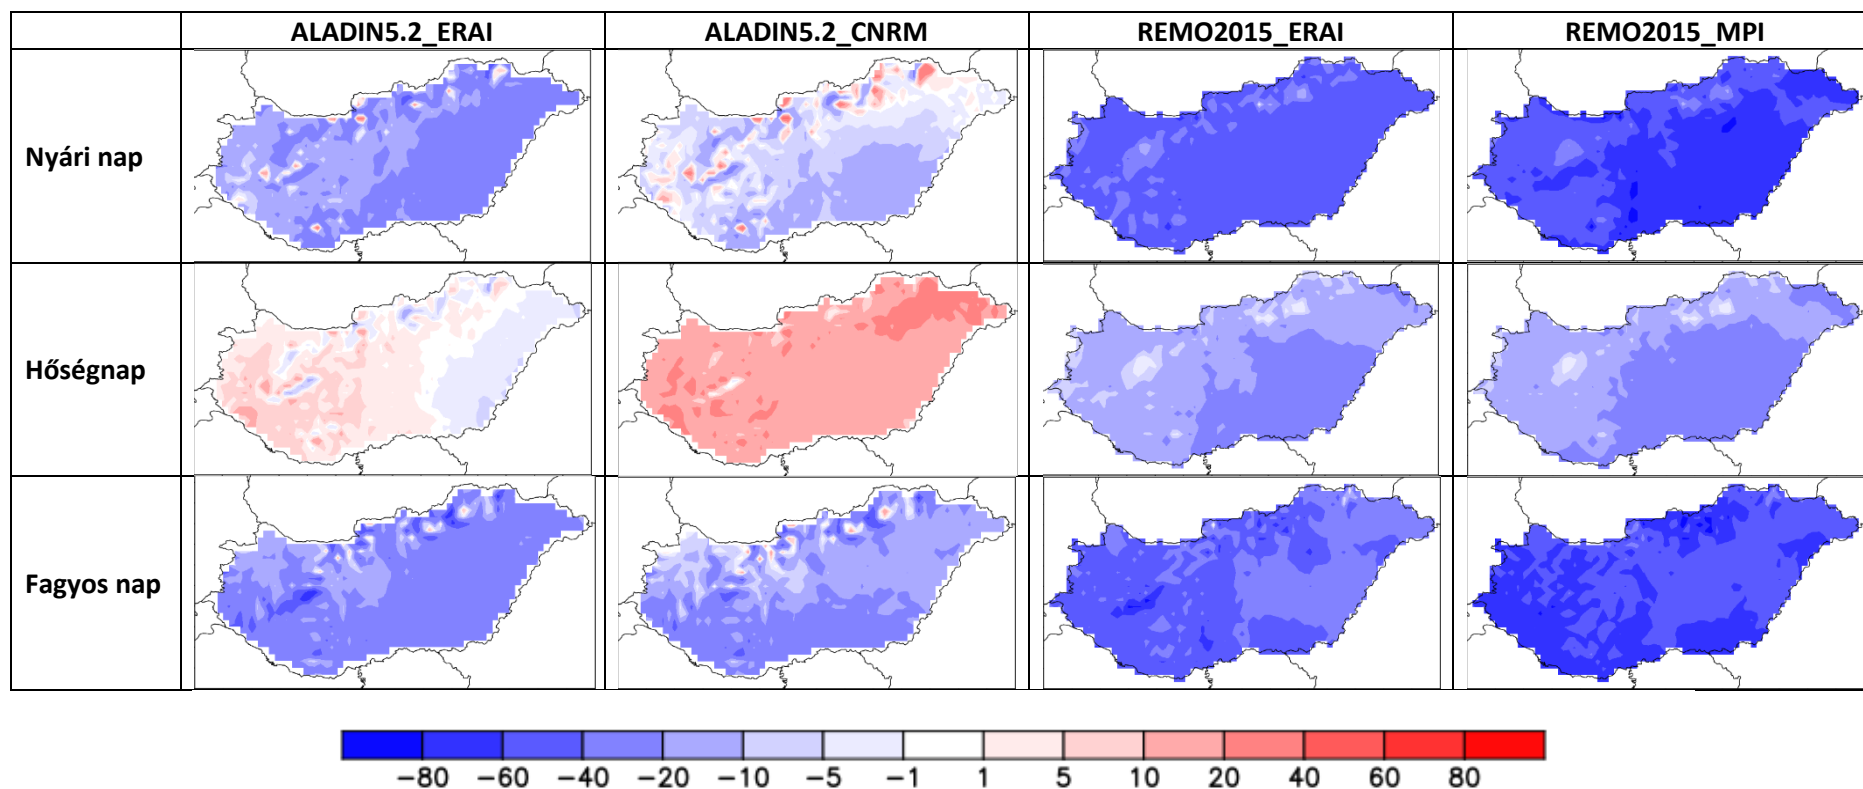 ALADIN5.2_ERAI ALADIN5.2_CNRM REMO2015_ERAI REMO2015_MPI
Nyári nap
Hőségnap
Fagyos nap
−80 −60 −40 −20 −10 −5 −1 1 5 10 20 40 60 80